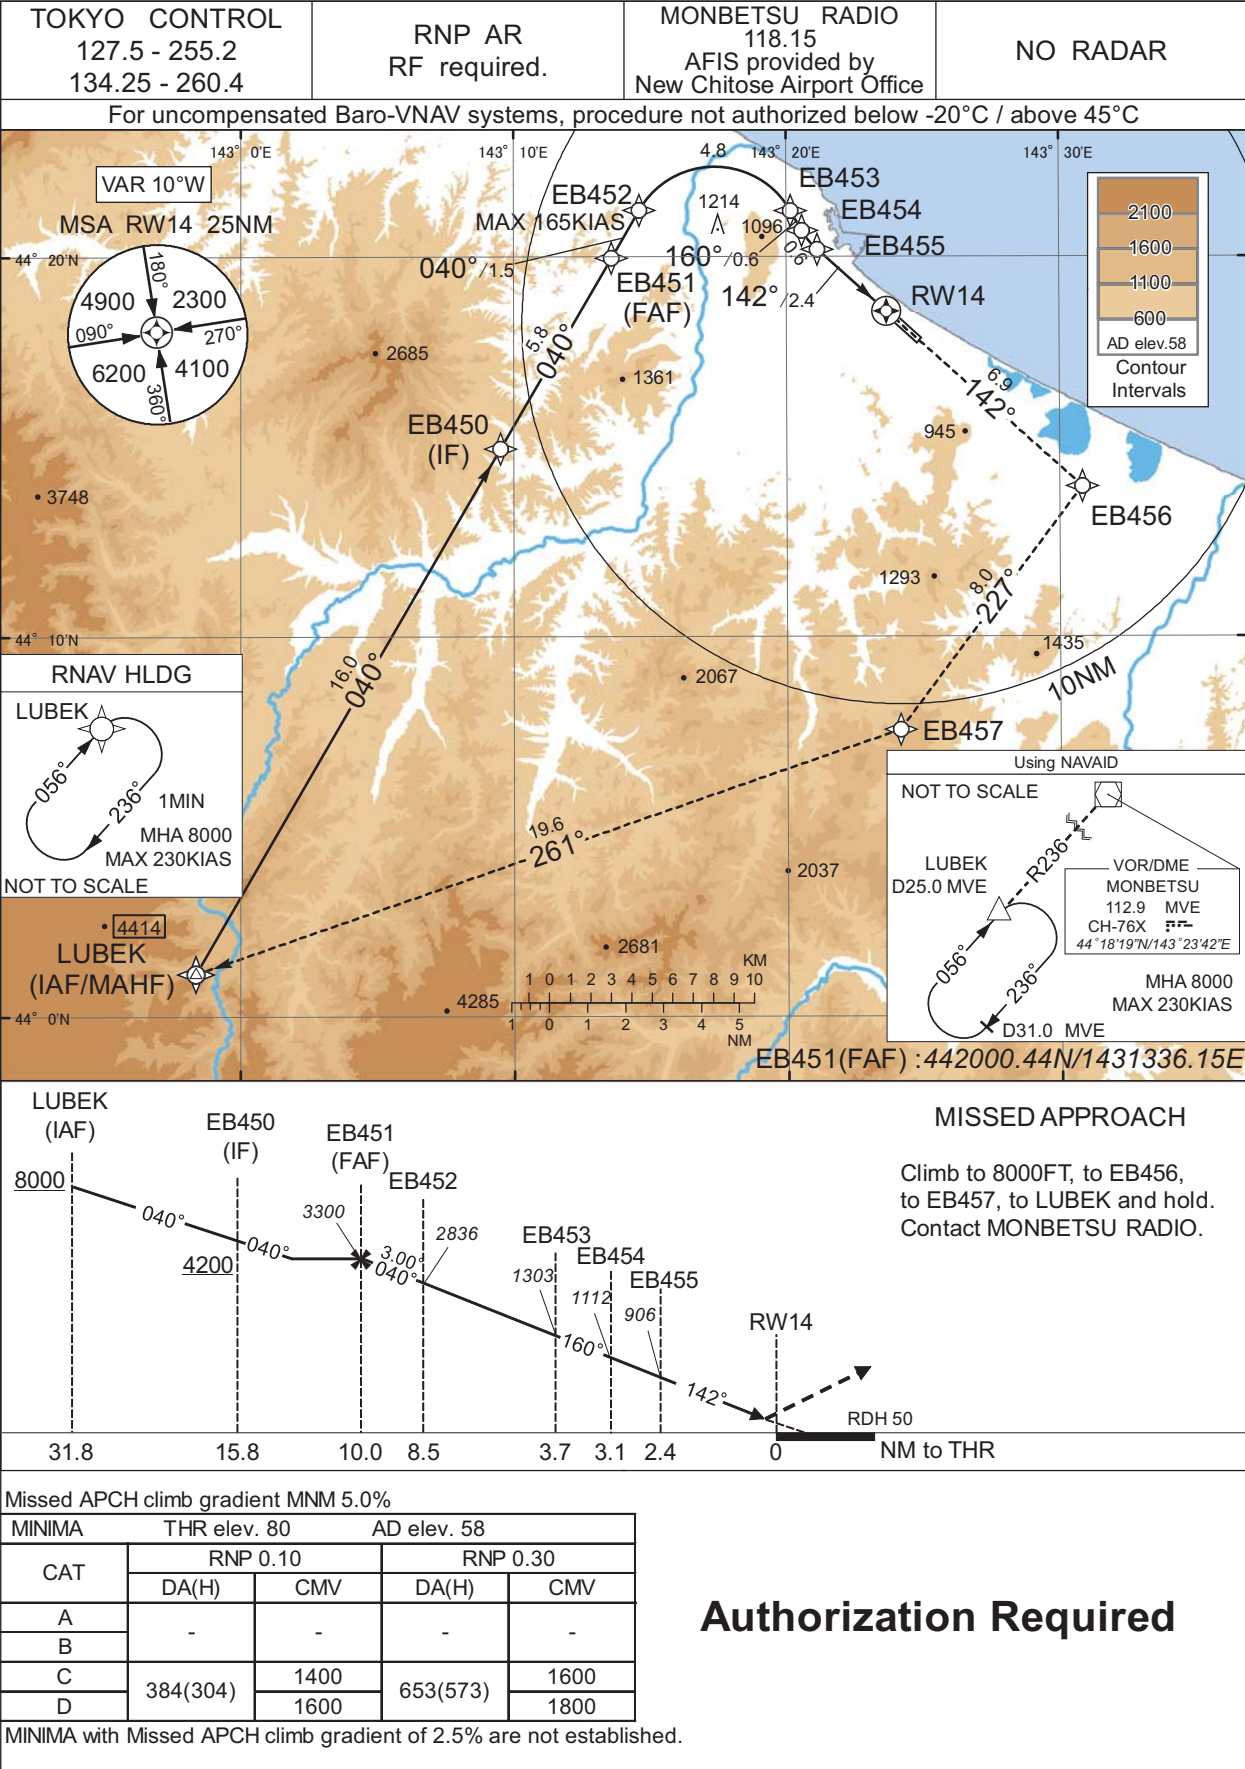 TOKYO CONTROL
127.5 - 255.2
134.25 - 260.4
RNP AR
RF required.
MONBETSU RADIO
118.15
AFIS provided by
New Chitose Airport Office
NO RADAR
For uncompensated Baro-VNAV systems, procedure not authorized below -20°C / above 45°C
143° 0'E
143° 10'E
143° 20'E
143° 30'E
VAR 10°W
MSA RW14 25NM
180°
4900
2300
090°
270°
6200
4100
360°
44° 20'N
4.8
EB452
MAX 165KIAS
EB453
EB454
EB455
1214
1096
160°/0.6
0.6
040°/1.5
EB451
(FAF)
142°/2.4
RW14
2100
1600
1100
600
AD elev.58
Contour
Intervals
5.8
040°
2685
1361
6.9
142°
EB450
(IF)
945
3748
EB456
1293
8.0
227°
44° 10'N
1435
16.0
040°
2067
10NM
RNAV HLDG
LUBEK
056°
236°
1MIN
MHA 8000
MAX 230KIAS
NOT TO SCALE
EB457
19.6
261°
Using NAVAID
NOT TO SCALE
R236
LUBEK
D25.0 MVE
VOR/DME
MONBETSU
112.9 MVE
CH-76X
44°18'19"N/143°23'42"E
056°
236°
MHA 8000
MAX 230KIAS
D31.0 MVE
2037
4414
LUBEK
(IAF/MAHF)
2681
4285
KM
1 0 1 2 3 4 5 6 7 8 9 10
1 0 1 2 3 4 5
NM
44° 0'N
EB451(FAF) :442000.44N/1431336.15E
LUBEK
(IAF)
EB450
(IF)
EB451
(FAF)
EB452
EB453
EB454
EB455
RW14
8000
040°
4200
040°
3300
3.00°
040°
2836
1303
160°
1112
906
142°
RDH 50
31.8 15.8 10.0 8.5 3.7 3.1 2.4 0 NM to THR
MISSED APPROACH
Climb to 8000FT, to EB456,
to EB457, to LUBEK and hold.
Contact MONBETSU RADIO.
Missed APCH climb gradient MNM 5.0%
MINIMA THR elev. 80 AD elev. 58
CAT RNP 0.10 RNP 0.30
DA(H) CMV DA(H) CMV
A - - - -
B
C 384(304) 1400 653(573) 1600
D 1600 1800
MINIMA with Missed APCH climb gradient of 2.5% are not established.
Authorization Required